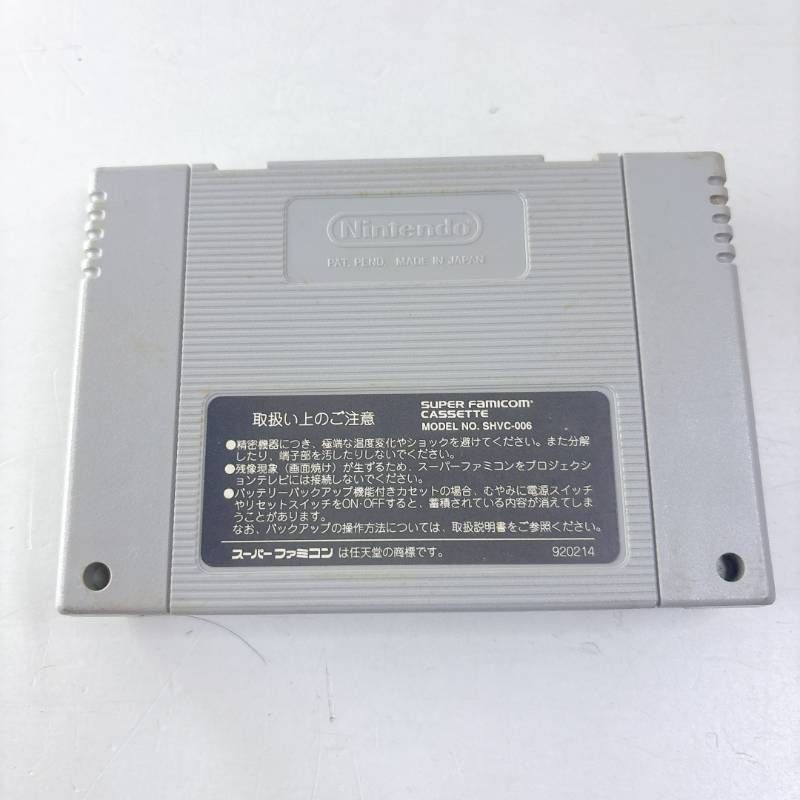 Nintendo
PAT. PEND. MADE IN JAPAN
取扱い上のご注意
SUPER FAMICOM
CASSETTE
MODEL NO. SHVC-006
●精密機器につき、極端な温度変化やショックを避けてください。また分解
したり、端子部を汚したりしないでください。
●残像現象（画面焼け）が生ずるため、スーパーファミコンをプロジェクシ
ョンテレビには接続しないでください。
●バッテリーバックアップ機能付きカセットの場合、むやみに電源スイッチ
やリセットスイッチをON・OFFすると、蓄積されている内容が消えてしま
うことがあります。
なお、バックアップの操作方法については、取扱説明書をご参照ください。
スーパーファミコン は任天堂の商標です。
920214